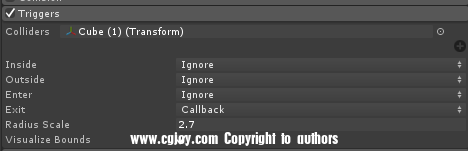 Triggers
Colliders Cube (1) (Transform)
Inside Ignore
Outside Ignore
Enter Ignore
Exit Callback
Radius Scale 2.7
Visualize Bounds
www.cgjoy.com Copyright to authors